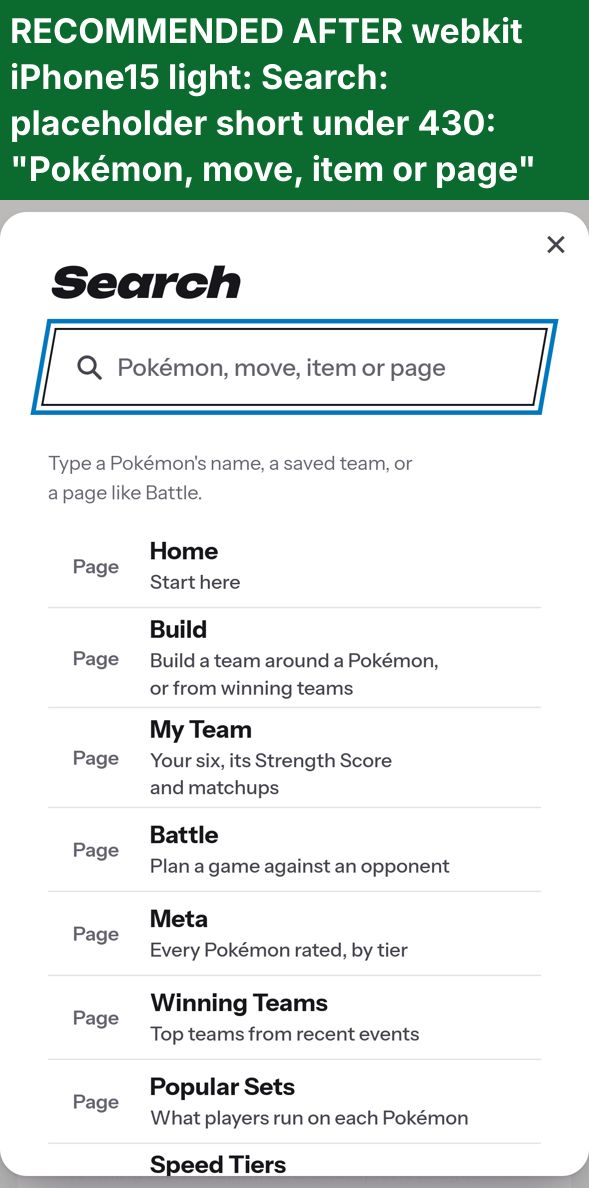 RECOMMENDED AFTER webkit
iPhone15 light: Search:
placeholder short under 430:
"Pokémon, move, item or page"
Search
Pokémon, move, item or page
Type a Pokémon's name, a saved team, or
a page like Battle.
Page
Home
Start here
Page
Build
Build a team around a Pokémon,
or from winning teams
Page
My Team
Your six, its Strength Score
and matchups
Page
Battle
Plan a game against an opponent
Page
Meta
Every Pokémon rated, by tier
Page
Winning Teams
Top teams from recent events
Page
Popular Sets
What players run on each Pokémon
Speed Tiers